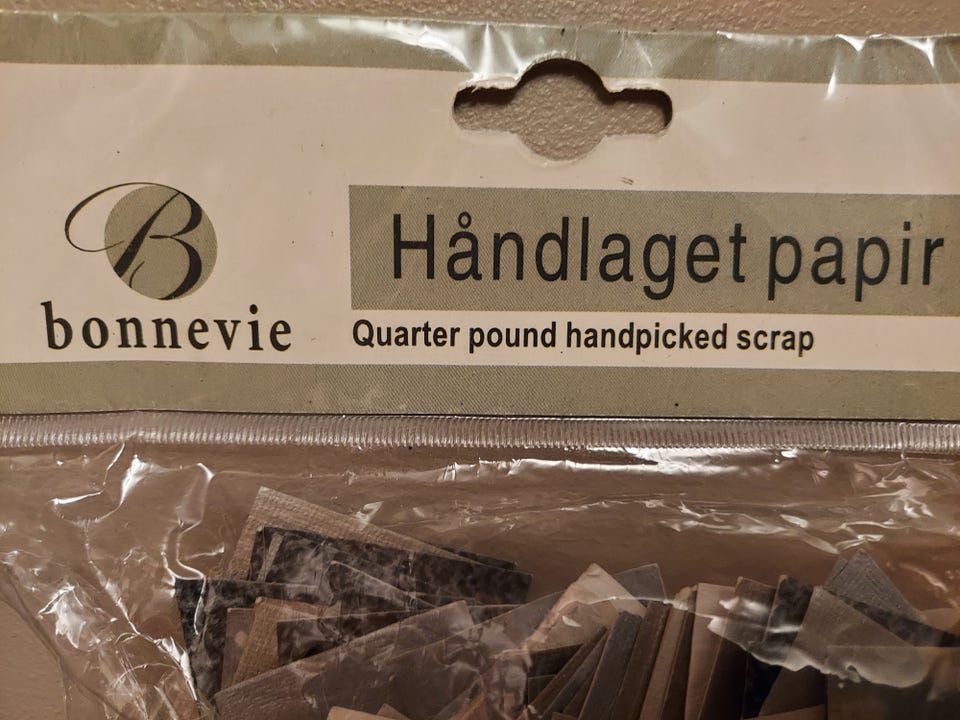 B
bonnevie
Håndlaget papir
Quarter pound handpicked scrap